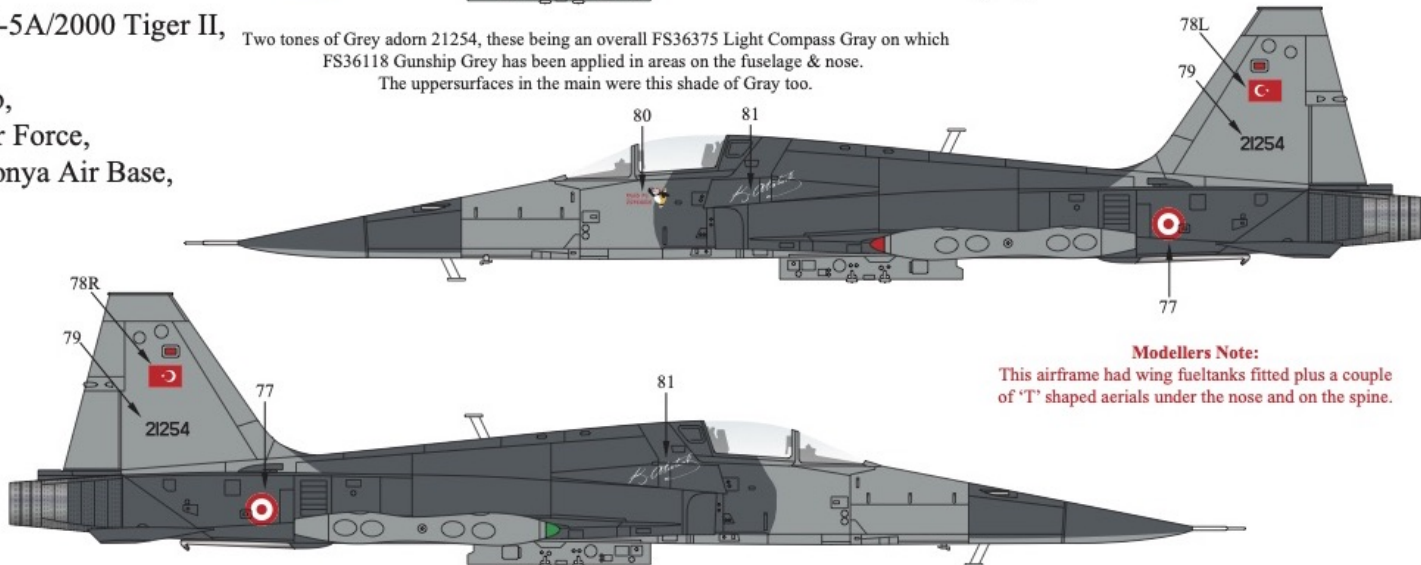 -5A/2000 Tiger II,
Two tones of Grey adorn 21254, these being an overall FS36375 Light Compass Gray on which
FS36118 Gunship Grey has been applied in areas on the fuselage & nose.
The uppersurfaces in the main were this shade of Gray too.
r Force,
onya Air Base,
78L
79
80
81
21254
77
78R
79
77
81
21254
Modellers Note:
This airframe had wing fueltanks fitted plus a couple
of ‘T’ shaped aerials under the nose and on the spine.